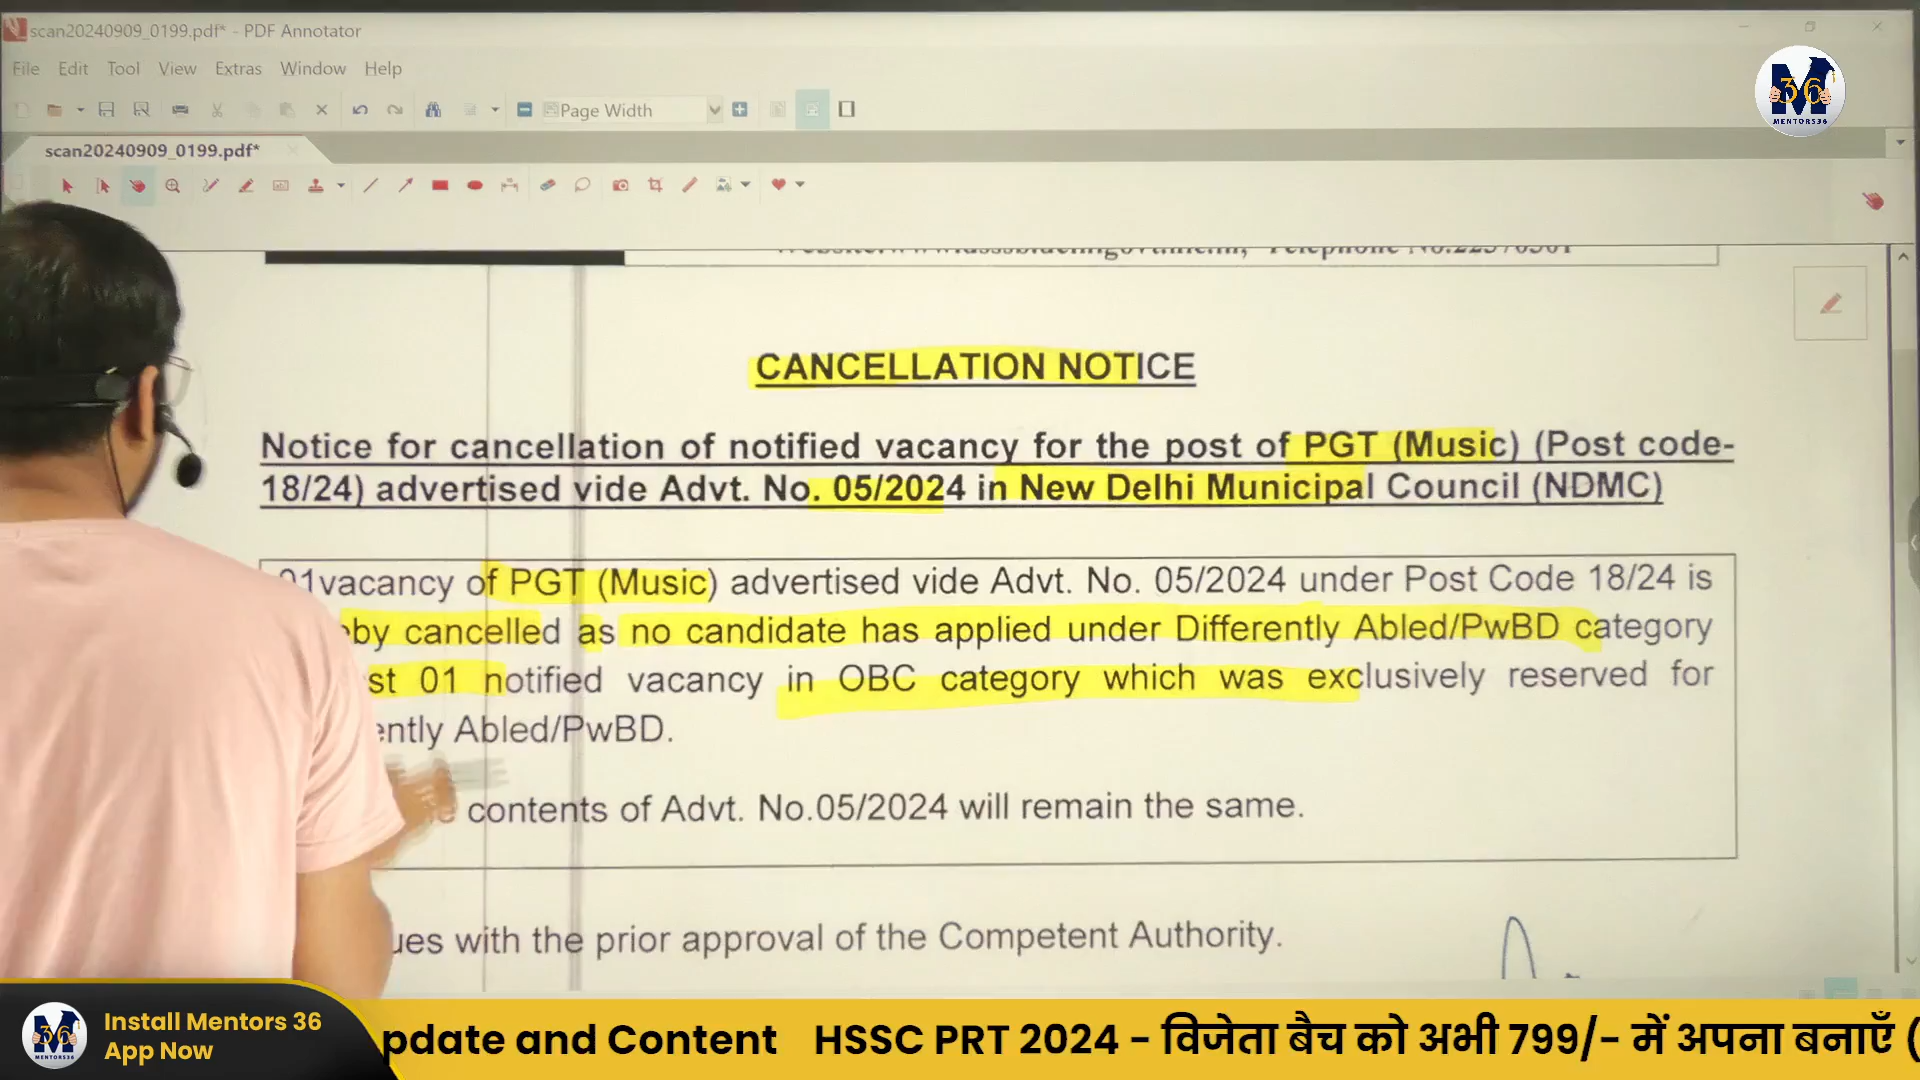 scan20240909_0199.pdf* - PDF Annotator
File Edit Tool View Extras Window Help
Page Width
36
MENTORS36
scan20240909_0199.pdf*
CANCELLATION NOTICE
Notice for cancellation of notified vacancy for the post of PGT (Music) (Post code-
18/24) advertised vide Advt. No. 05/2024 in New Delhi Municipal Council (NDMC)
01vacancy of PGT (Music) advertised vide Advt. No. 05/2024 under Post Code 18/24 is
by cancelled as no candidate has applied under Differently Abled/PwBD category
st 01 notified vacancy in OBC category which was exclusively reserved for
ently Abled/PwBD.
contents of Advt. No.05/2024 will remain the same.
ues with the prior approval of the Competent Authority.
36
MENTORS36
Install Mentors 36
App Now
pdate and Content HSSC PRT 2024 - विजेता बैच को अभी 799/- में अपना बनाएँ (